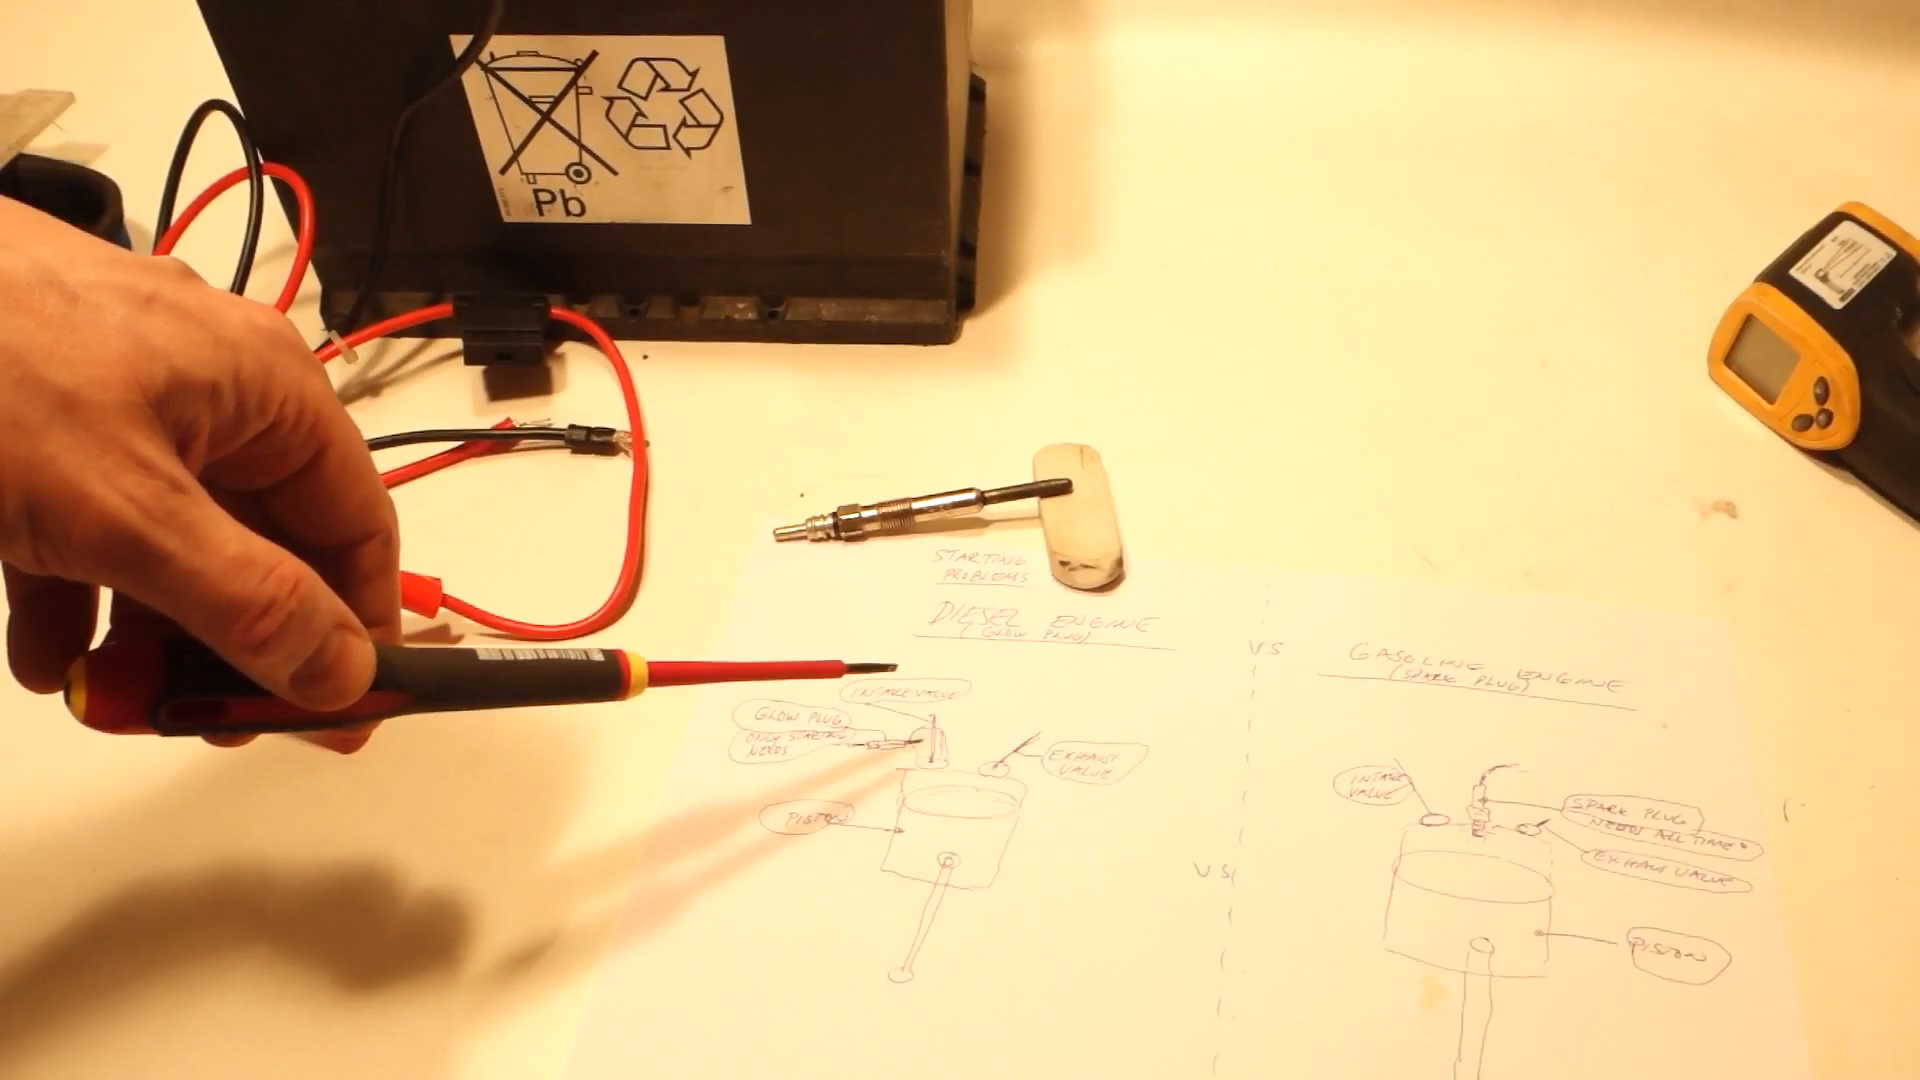 Pb
STARTING
PROBLEMS
DIESEL ENGINE
(GLOW PLUG)
VS
GASOLINE ENGINE
(SPARK PLUG)
INTAKE VALVE
GLOW PLUG
ONLY STARTING
NEEDS
EXHAUST
VALVE
PISTON
INTAKE
VALVE
SPARK PLUG
NEED ALL TIME
EXHAUST VALVE
VS
PISTON